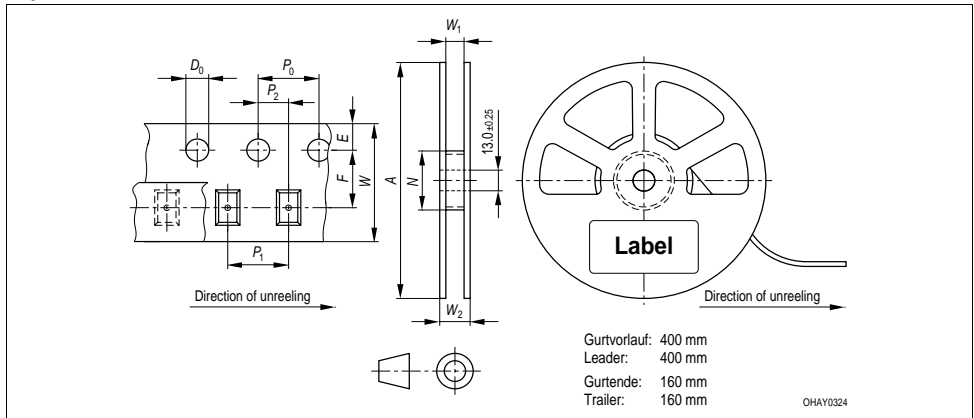 W1
D0
P0
P2
E
F
W
A
N
13.0 ±0.25
P1
W2
Label
Direction of unreeling
Direction of unreeling
Gurtvorlauf: 400 mm
Leader: 400 mm
Gurtende: 160 mm
Trailer: 160 mm
OHAY0324